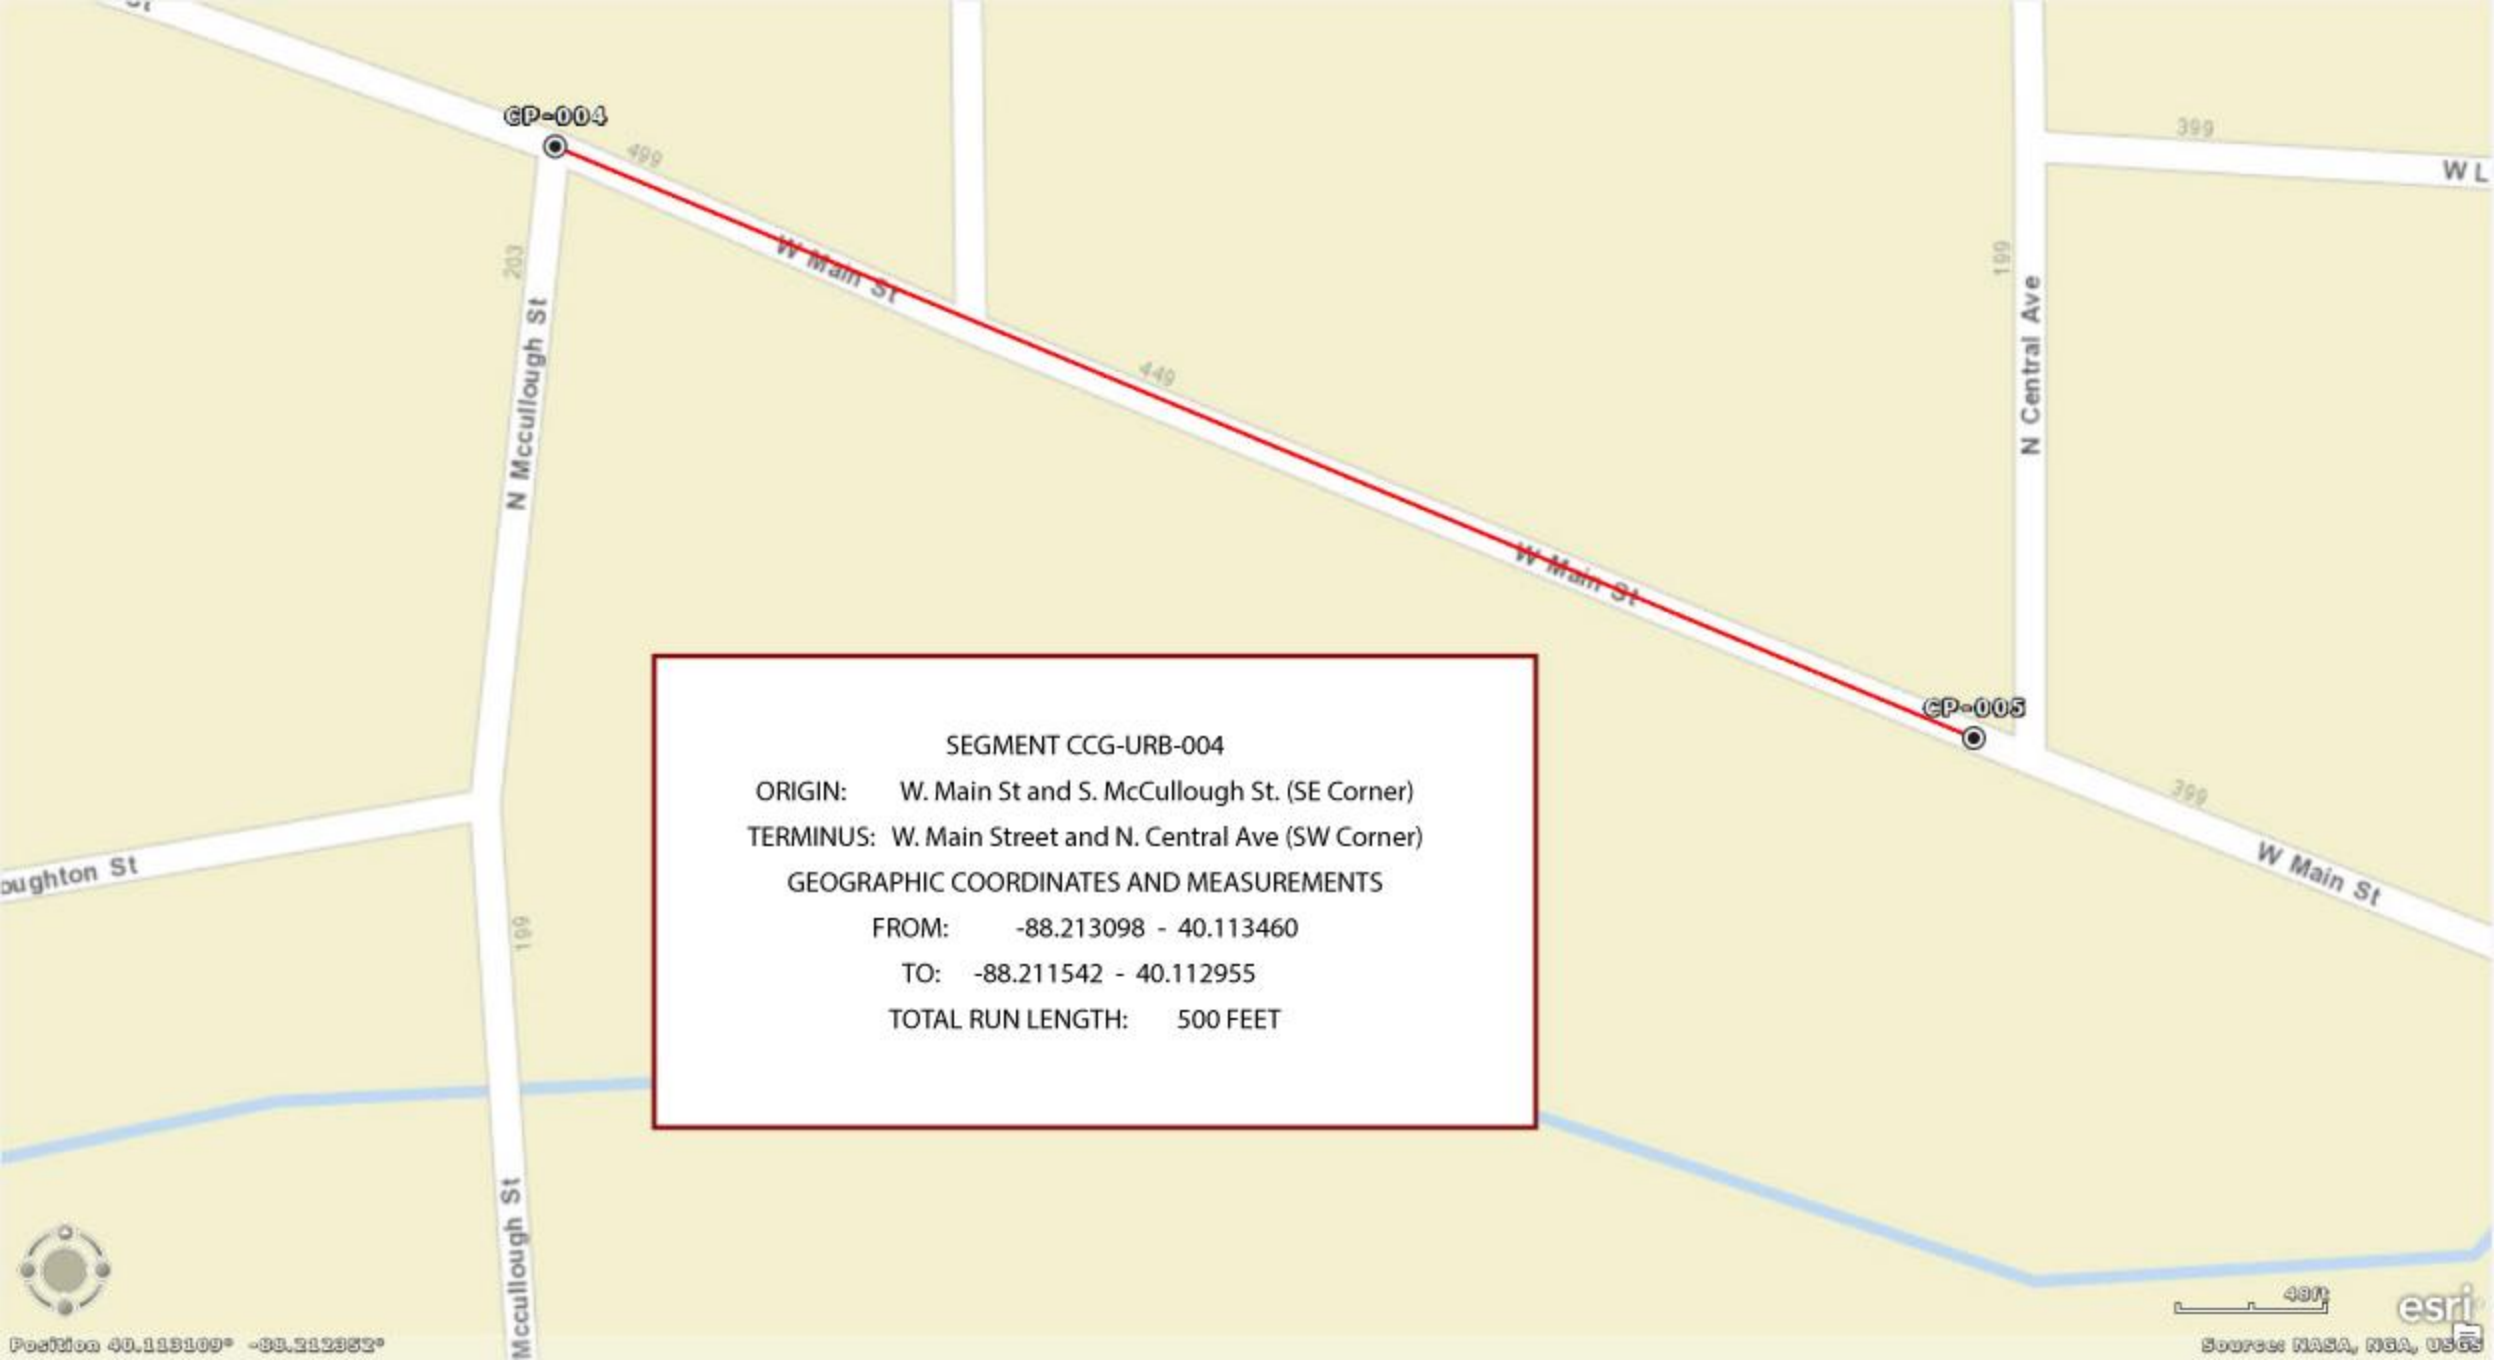 St
CP-004
499
399
W L
203
W Main St
199
N Mccullough St
N Central Ave
449
W Main St
CP-005
SEGMENT CCG-URB-004
ORIGIN: W. Main St and S. McCullough St. (SE Corner)
TERMINUS: W. Main Street and N. Central Ave (SW Corner)
GEOGRAPHIC COORDINATES AND MEASUREMENTS
FROM: -88.213098 - 40.113460
TO: -88.211542 - 40.112955
TOTAL RUN LENGTH: 500 FEET
399
W Main St
oughton St
199
Mccullough St
48ft
esri
Position 40.113109° -88.212352°
Source: NASA, NGA, USGS